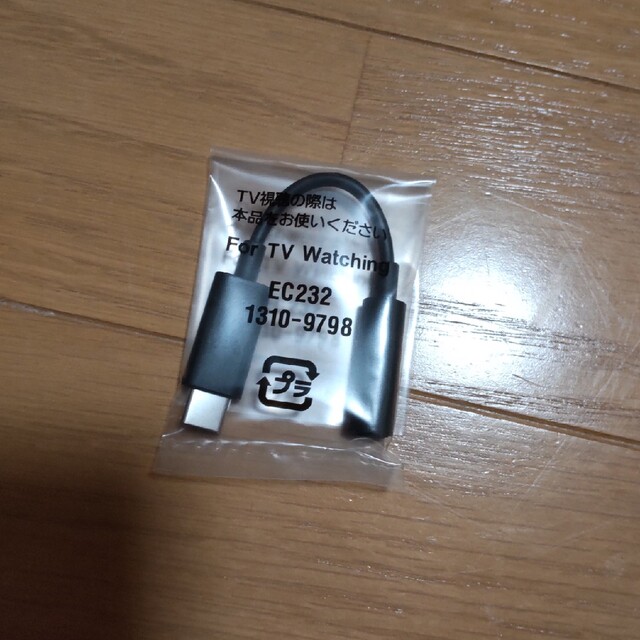 TV視聴の際は
本品をお使いください
For TV Watching
EC232
1310-9798
プラ